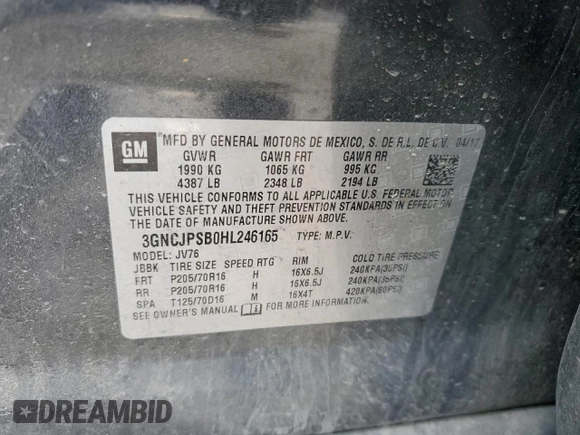 GM
MFD BY GENERAL MOTORS DE MEXICO, S. DE R.L. DE C.V. 04/17
GVWR GAWR FRT GAWR RR
1990 KG 1065 KG 995 KG
4387 LB 2348 LB 2194 LB
THIS VEHICLE CONFORMS TO ALL APPLICABLE U.S. FEDERAL MOTOR
VEHICLE SAFETY AND THEFT PREVENTION STANDARDS IN EFFECT ON
THE DATE OF MANUFACTURE SHOWN ABOVE.
3GNCJPSB0HL246165 TYPE: M.P.V.
MODEL: JV76
JBBK TIRE SIZE SPEED RTG RIM COLD TIRE PRESSURE
FRT P205/70R16 H 16X6.5J 240KPA(35PSI)
RR P205/70R16 H 16X6.5J 240KPA(35PSI)
SPA T125/70D16 M 16X4T 420KPA(60PSI)
SEE OWNER'S MANUAL FOR MORE INFORMATION
DREAMBID